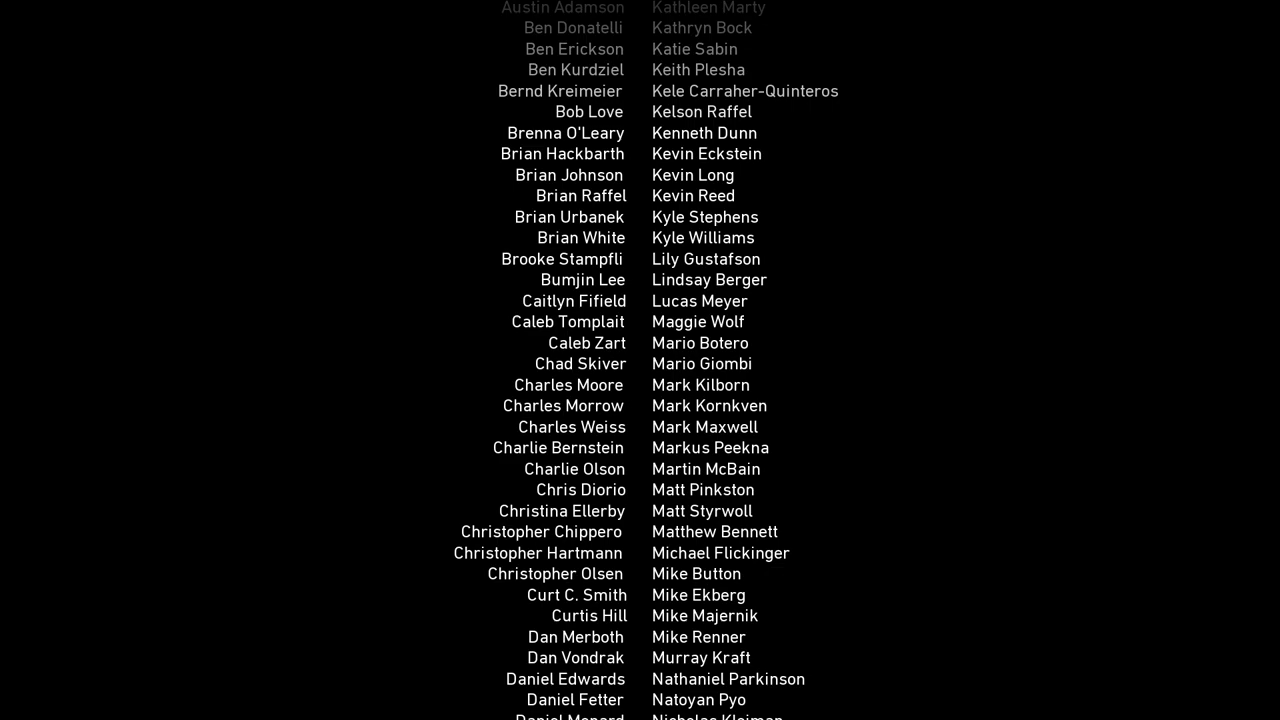 Austin Adamson Kathleen Marty
Ben Donatelli Kathryn Bock
Ben Erickson Katie Sabin
Ben Kurdziel Keith Plesha
Bernd Kreimeier Kele Carraher-Quinteros
Bob Love Kelson Raffel
Brenna O'Leary Kenneth Dunn
Brian Hackbarth Kevin Eckstein
Brian Johnson Kevin Long
Brian Raffel Kevin Reed
Brian Urbanek Kyle Stephens
Brian White Kyle Williams
Brooke Stampfli Lily Gustafson
Bumjin Lee Lindsay Berger
Caitlyn Fifield Lucas Meyer
Caleb Tomplait Maggie Wolf
Caleb Zart Mario Botero
Chad Skiver Mario Giombi
Charles Moore Mark Kilborn
Charles Morrow Mark Kornkven
Charles Weiss Mark Maxwell
Charlie Bernstein Markus Peekna
Charlie Olson Martin McBain
Chris Diorio Matt Pinkston
Christina Ellerby Matt Styrwoll
Christopher Chippero Matthew Bennett
Christopher Hartmann Michael Flickinger
Christopher Olsen Mike Button
Curt C. Smith Mike Ekberg
Curtis Hill Mike Majernik
Dan Merboth Mike Renner
Dan Vondrak Murray Kraft
Daniel Edwards Nathaniel Parkinson
Daniel Fetter Natoyan Pyo
Daniel Menard Nicholas Kleiman